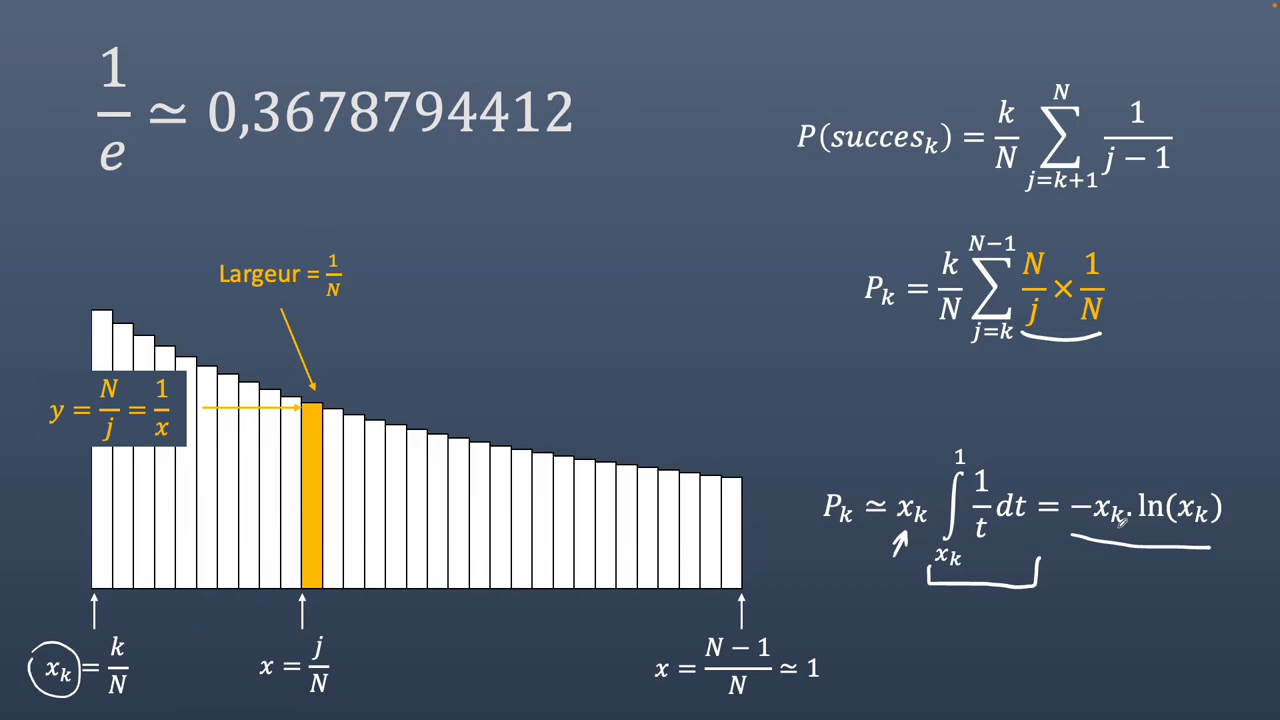 1/e ≃ 0,3678794412
P(succes_k) = k/N ∑_{j=k+1}^{N} 1/(j − 1)
P_k = k/N ∑_{j=k}^{N−1} N/j × 1/N
Largeur = 1/N
y = N/j = 1/x
P_k ≃ x_k ∫_{x_k}^{1} 1/t dt = −x_k.ln(x_k)
x_k = k/N
x = j/N
x = (N − 1)/N ≃ 1